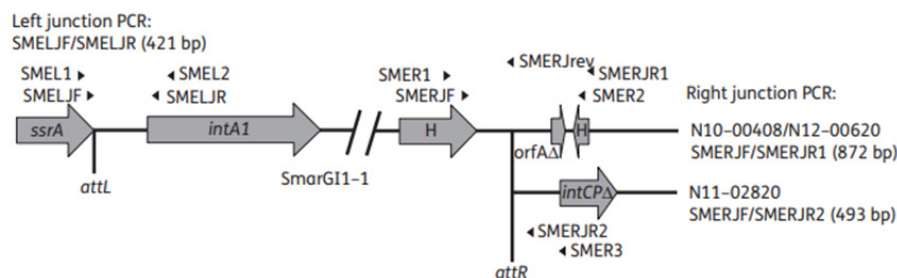 Left junction PCR:
SMELJF/SMELJR (421 bp)
SMEL1
SMELJF
SMEL2
SMELJR
SMER1
SMERJF
SMERJrev
SMERJR1
SMER2
Right junction PCR:
ssrA
intA1
H
orfAΔ
H
N10–00408/N12–00620
SMERJF/SMERJR1 (872 bp)
attL
SmarGI1–1
intCPΔ
N11–02820
SMERJF/SMERJR2 (493 bp)
SMERJR2
SMER3
attR